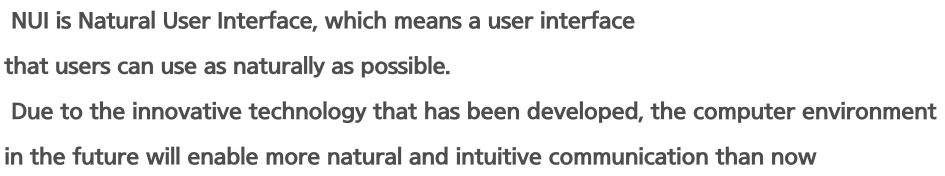 NUI is Natural User Interface, which means a user interface
that users can use as naturally as possible.
Due to the innovative technology that has been developed, the computer environment
in the future will enable more natural and intuitive communication than now